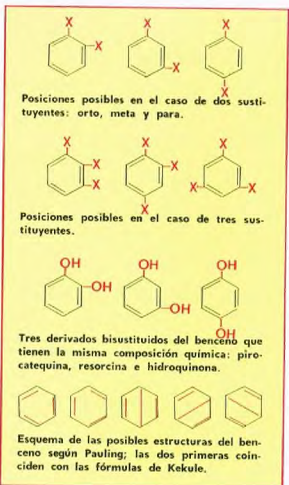 X X X
X
X X
Posiciones posibles en el caso de dos susti-
tuyentes: orto, meta y para.
X X X
X
X X X
X
Posiciones posibles en el caso de tres sus-
tituyentes.
OH OH OH
OH
OH
OH
Tres derivados bisustituidos del benceno que
tienen la misma composición química: piro-
catequina, resorcina e hidroquinona.
Esquema de las posibles estructuras del ben-
ceno según Pauling; las dos primeras coin-
ciden con las fórmulas de Kekule.